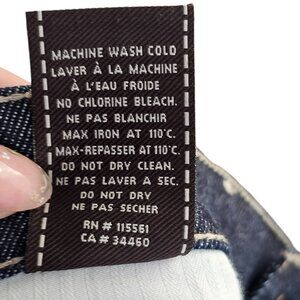 MACHINE WASH COLD
LAVER À LA MACHINE
À L'EAU FROIDE
NO CHLORINE BLEACH.
NE PAS BLANCHIR
MAX IRON AT 110°C.
MAX-REPASSER AT 110°C.
DO NOT DRY CLEAN.
NE PAS LAVER A SEC.
DO NOT DRY
NE PAS SECHER
RN # 115561
CA # 34460